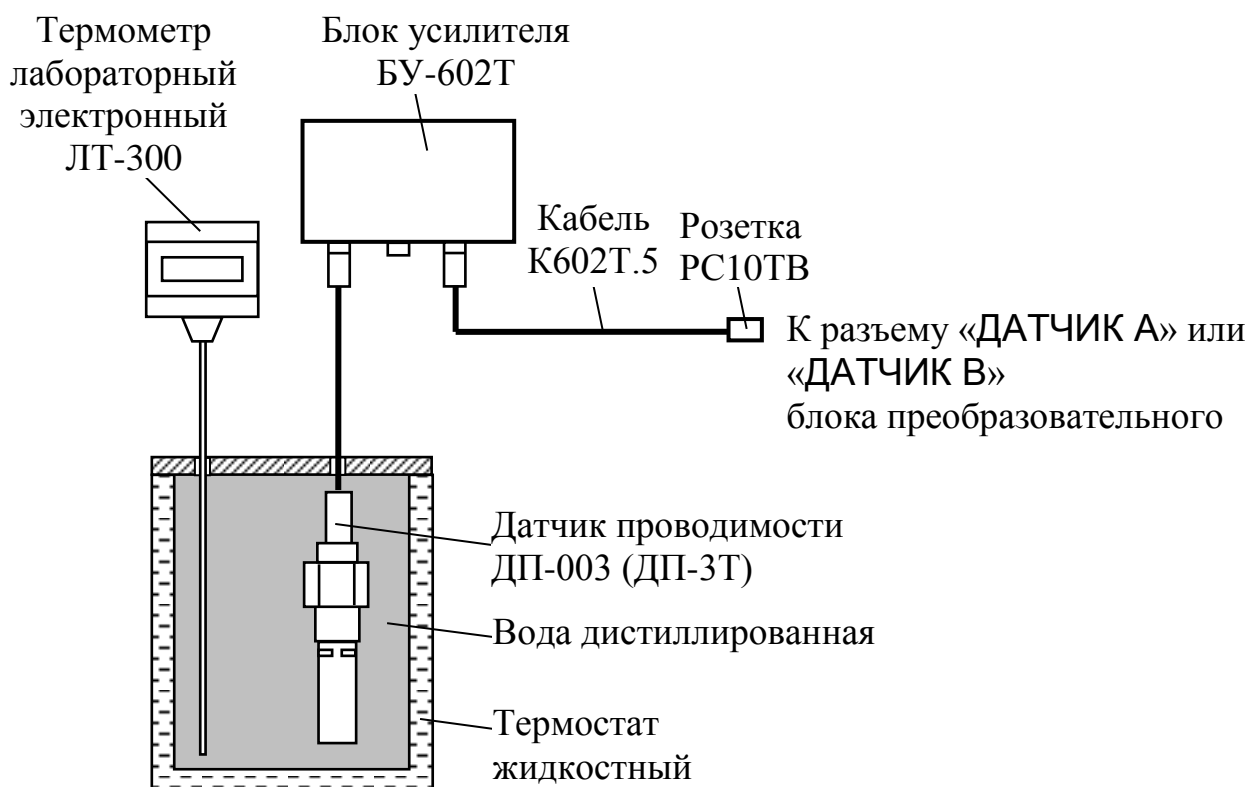 Термометр
лабораторный
электронный
ЛТ-300
Блок усилителя
БУ-602Т
Кабель
К602Т.5
Розетка
РС10ТВ
К разъему «ДАТЧИК А» или
«ДАТЧИК В»
блока преобразовательного
Датчик проводимости
ДП-003 (ДП-3Т)
Вода дистиллированная
Термостат
жидкостный